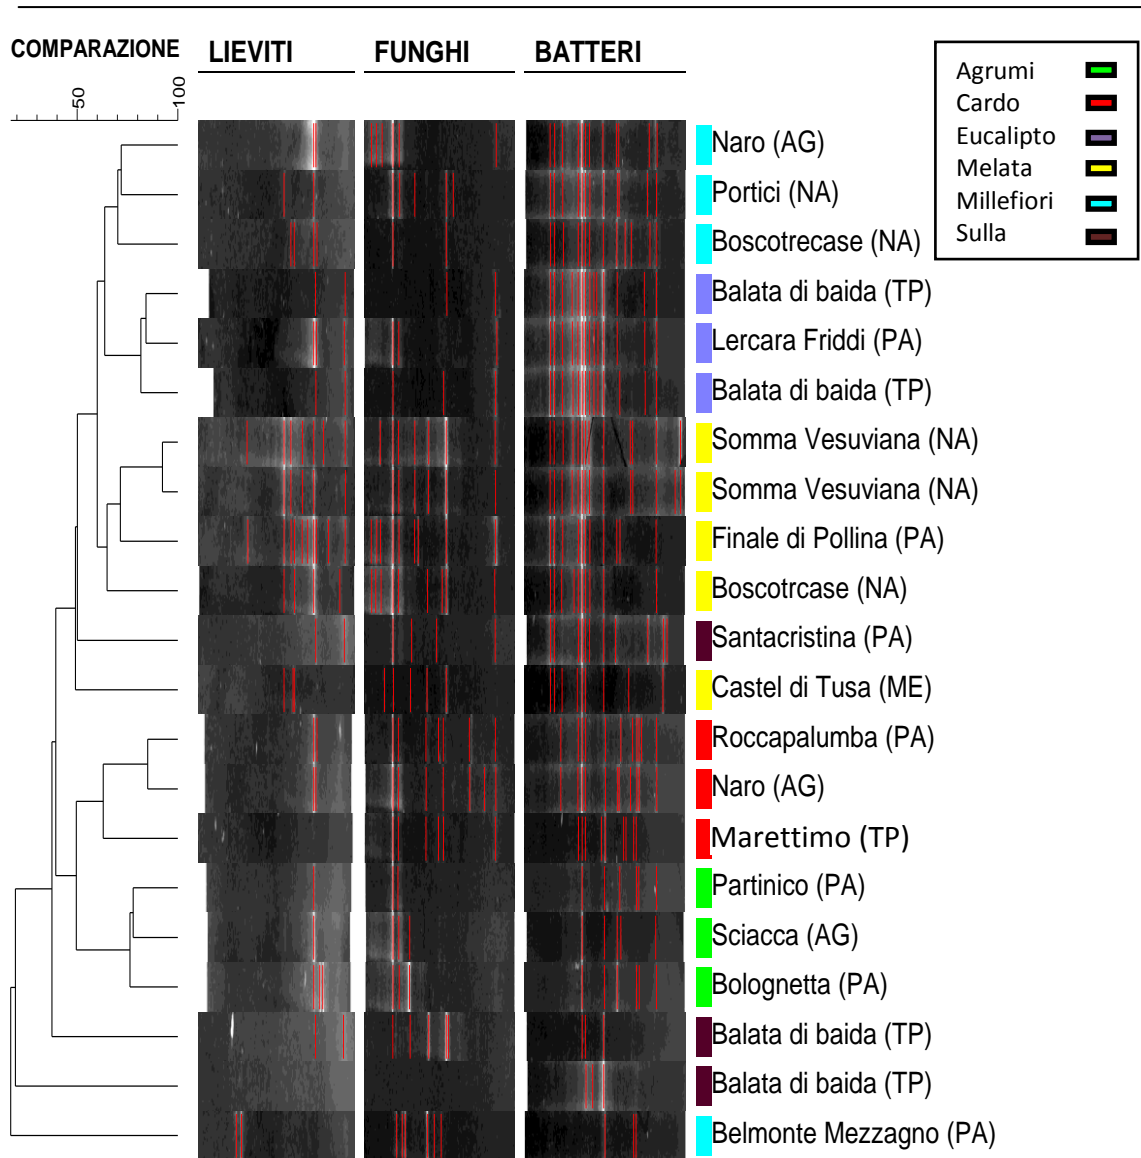 COMPARAZIONE LIEVITI FUNGHI BATTERI
50 100
Agrumi
Cardo
Eucalipto
Melata
Millefiori
Sulla
Naro (AG)
Portici (NA)
Boscotrecase (NA)
Balata di baida (TP)
Lercara Friddi (PA)
Balata di baida (TP)
Somma Vesuviana (NA)
Somma Vesuviana (NA)
Finale di Pollina (PA)
Boscotrcase (NA)
Santacristina (PA)
Castel di Tusa (ME)
Roccapalumba (PA)
Naro (AG)
Marettimo (TP)
Partinico (PA)
Sciacca (AG)
Bolognetta (PA)
Balata di baida (TP)
Balata di baida (TP)
Belmonte Mezzagno (PA)